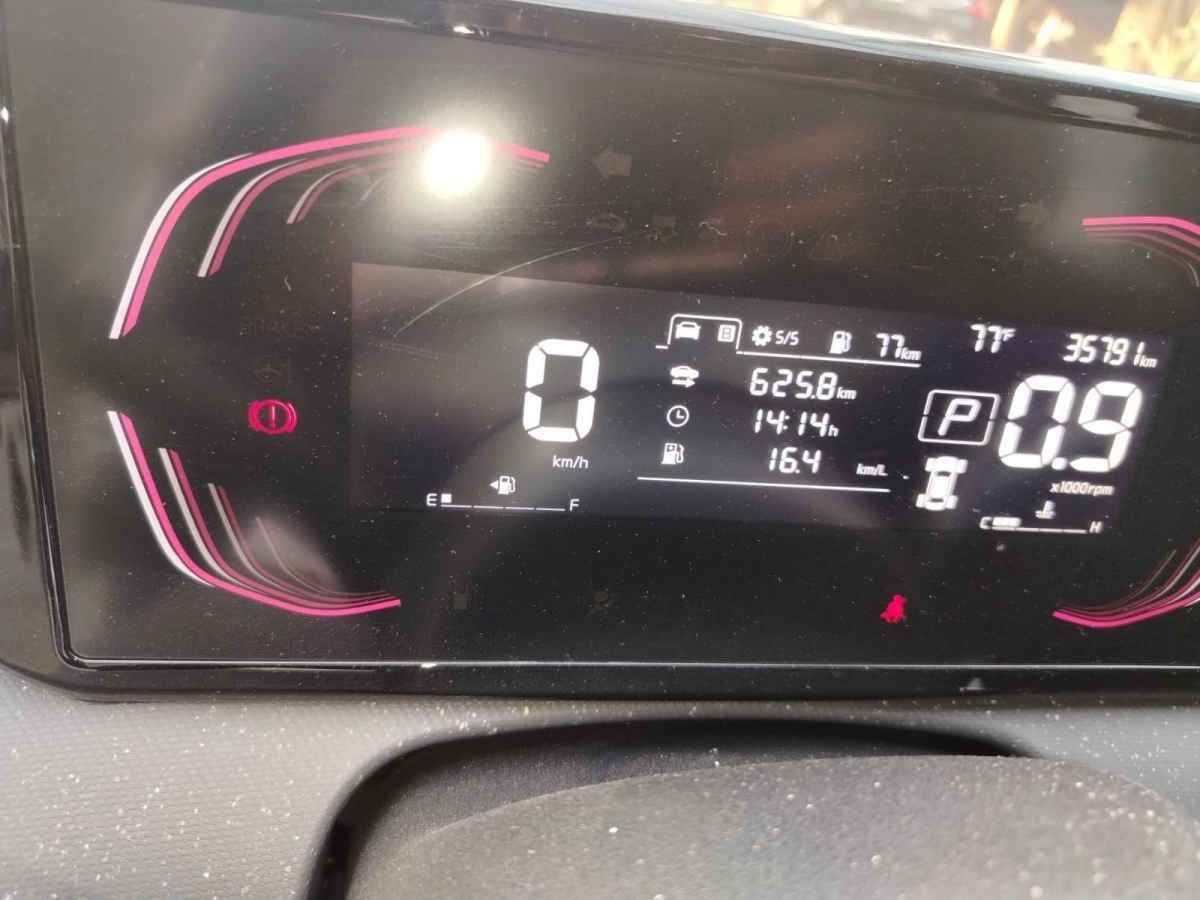 B 5/5 77km 77°F 35791km
625.8km
0 14:14h P 0.9
km/h 16.4 km/L x1000rpm
E F C H